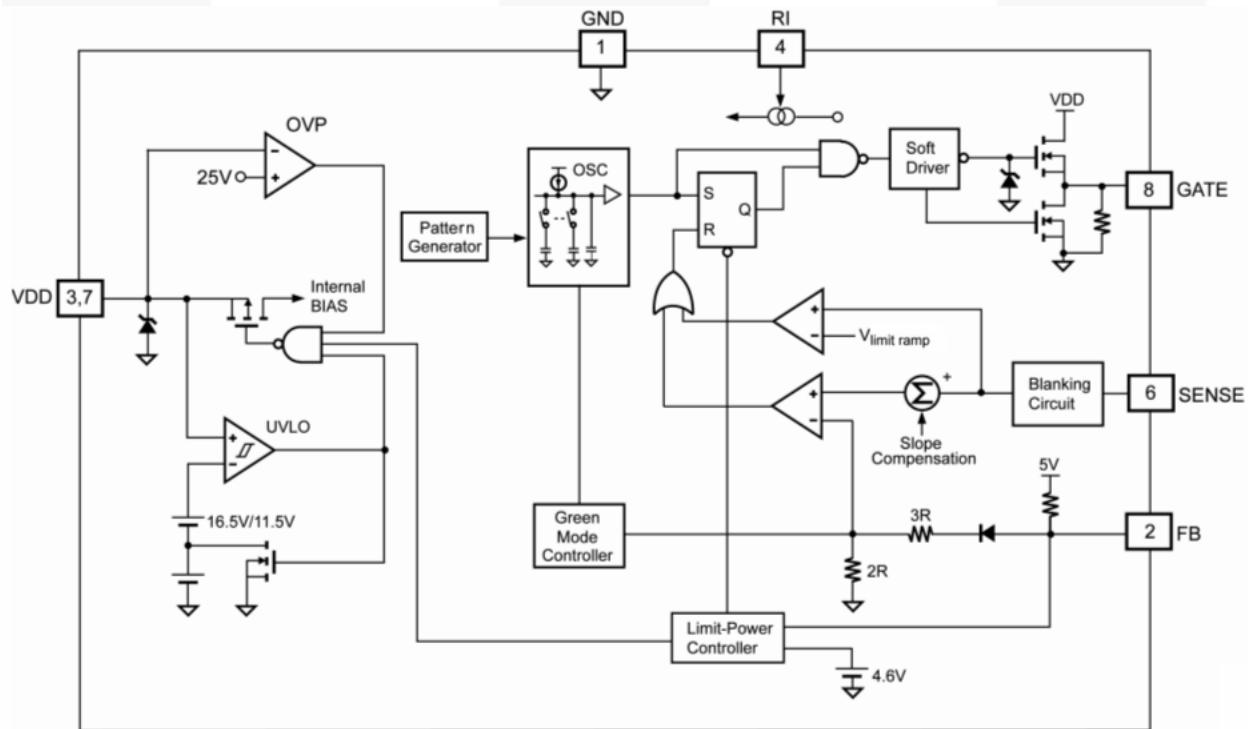 GND
1
RI
4
VDD
OVP
25V
−
+
OSC
Soft
Driver
8
GATE
Pattern
Generator
S
Q
R
VDD
3,7
Internal
BIAS
+
−
Vlimit ramp
UVLO
+
−
+
−
Σ
+
Blanking
Circuit
6
SENSE
Slope
Compensation
5V
16.5V/11.5V
Green
Mode
Controller
3R
2
FB
2R
Limit-Power
Controller
4.6V